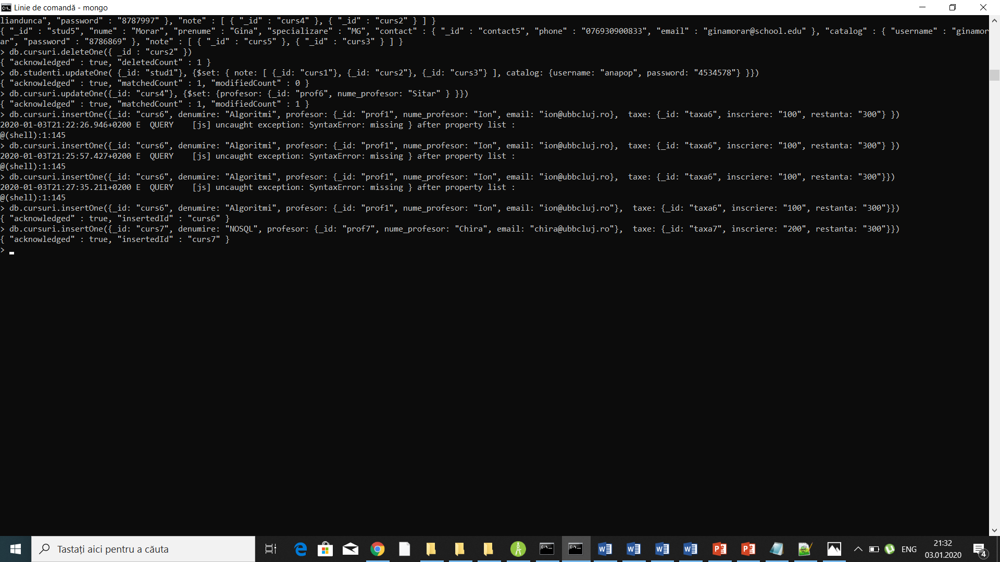 Linie de comandă - mongo
liandunca", "password" : "8787997" }, "note" : [ { "_id" : "curs4" }, { "_id" : "curs2" } ] }
{ "_id" : "stud5", "nume" : "Morar", "prenume" : "Gina", "specializare" : "MG", "contact" : { "_id" : "contact5", "phone" : "076930900833", "email" : "ginamorar@school.edu" }, "catalog" : { "username" : "ginamor
ar", "password" : "8786869" }, "note" : [ { "_id" : "curs5" }, { "_id" : "curs3" } ] }
> db.cursuri.deleteOne({ _id : "curs2" })
{ "acknowledged" : true, "deletedCount" : 1 }
> db.studenti.updateOne( {_id: "stud1"}, {$set: { note: [ {_id: "curs1"}, {_id: "curs2"}, {_id: "curs3"} ], catalog: {username: "anapop", password: "4534578"} }})
{ "acknowledged" : true, "matchedCount" : 1, "modifiedCount" : 0 }
> db.cursuri.updateOne({_id: "curs4"}, {$set: {profesor: {_id: "prof6", nume_profesor: "Sitar" } }})
{ "acknowledged" : true, "matchedCount" : 1, "modifiedCount" : 1 }
> db.cursuri.insertOne({_id: "curs6", denumire: "Algoritmi", profesor: {_id: "prof1", nume_profesor: "Ion", email: "ion@ubbcluj.ro},  taxe: {_id: "taxa6", inscriere: "100", restanta: "300"} })
2020-01-03T21:22:26.946+0200 E  QUERY    [js] uncaught exception: SyntaxError: missing } after property list :
@(shell):1:145
> db.cursuri.insertOne({_id: "curs6", denumire: "Algoritmi", profesor: {_id: "prof1", nume_profesor: "Ion", email: "ion@ubbcluj.ro},  taxe: {_id: "taxa6", inscriere: "100", restanta: "300"} })
2020-01-03T21:25:57.427+0200 E  QUERY    [js] uncaught exception: SyntaxError: missing } after property list :
@(shell):1:145
> db.cursuri.insertOne({_id: "curs6", denumire: "Algoritmi", profesor: {_id: "prof1", nume_profesor: "Ion", email: "ion@ubbcluj.ro},  taxe: {_id: "taxa6", inscriere: "100", restanta: "300"}})
2020-01-03T21:27:35.211+0200 E  QUERY    [js] uncaught exception: SyntaxError: missing } after property list :
@(shell):1:145
> db.cursuri.insertOne({_id: "curs6", denumire: "Algoritmi", profesor: {_id: "prof1", nume_profesor: "Ion", email: "ion@ubbcluj.ro"},  taxe: {_id: "taxa6", inscriere: "100", restanta: "300"}})
{ "acknowledged" : true, "insertedId" : "curs6" }
> db.cursuri.insertOne({_id: "curs7", denumire: "NOSQL", profesor: {_id: "prof7", nume_profesor: "Chira", email: "chira@ubbcluj.ro"},  taxe: {_id: "taxa7", inscriere: "200", restanta: "300"}})
{ "acknowledged" : true, "insertedId" : "curs7" }
>
Tastați aici pentru a căuta
ENG
21:32
03.01.2020
4